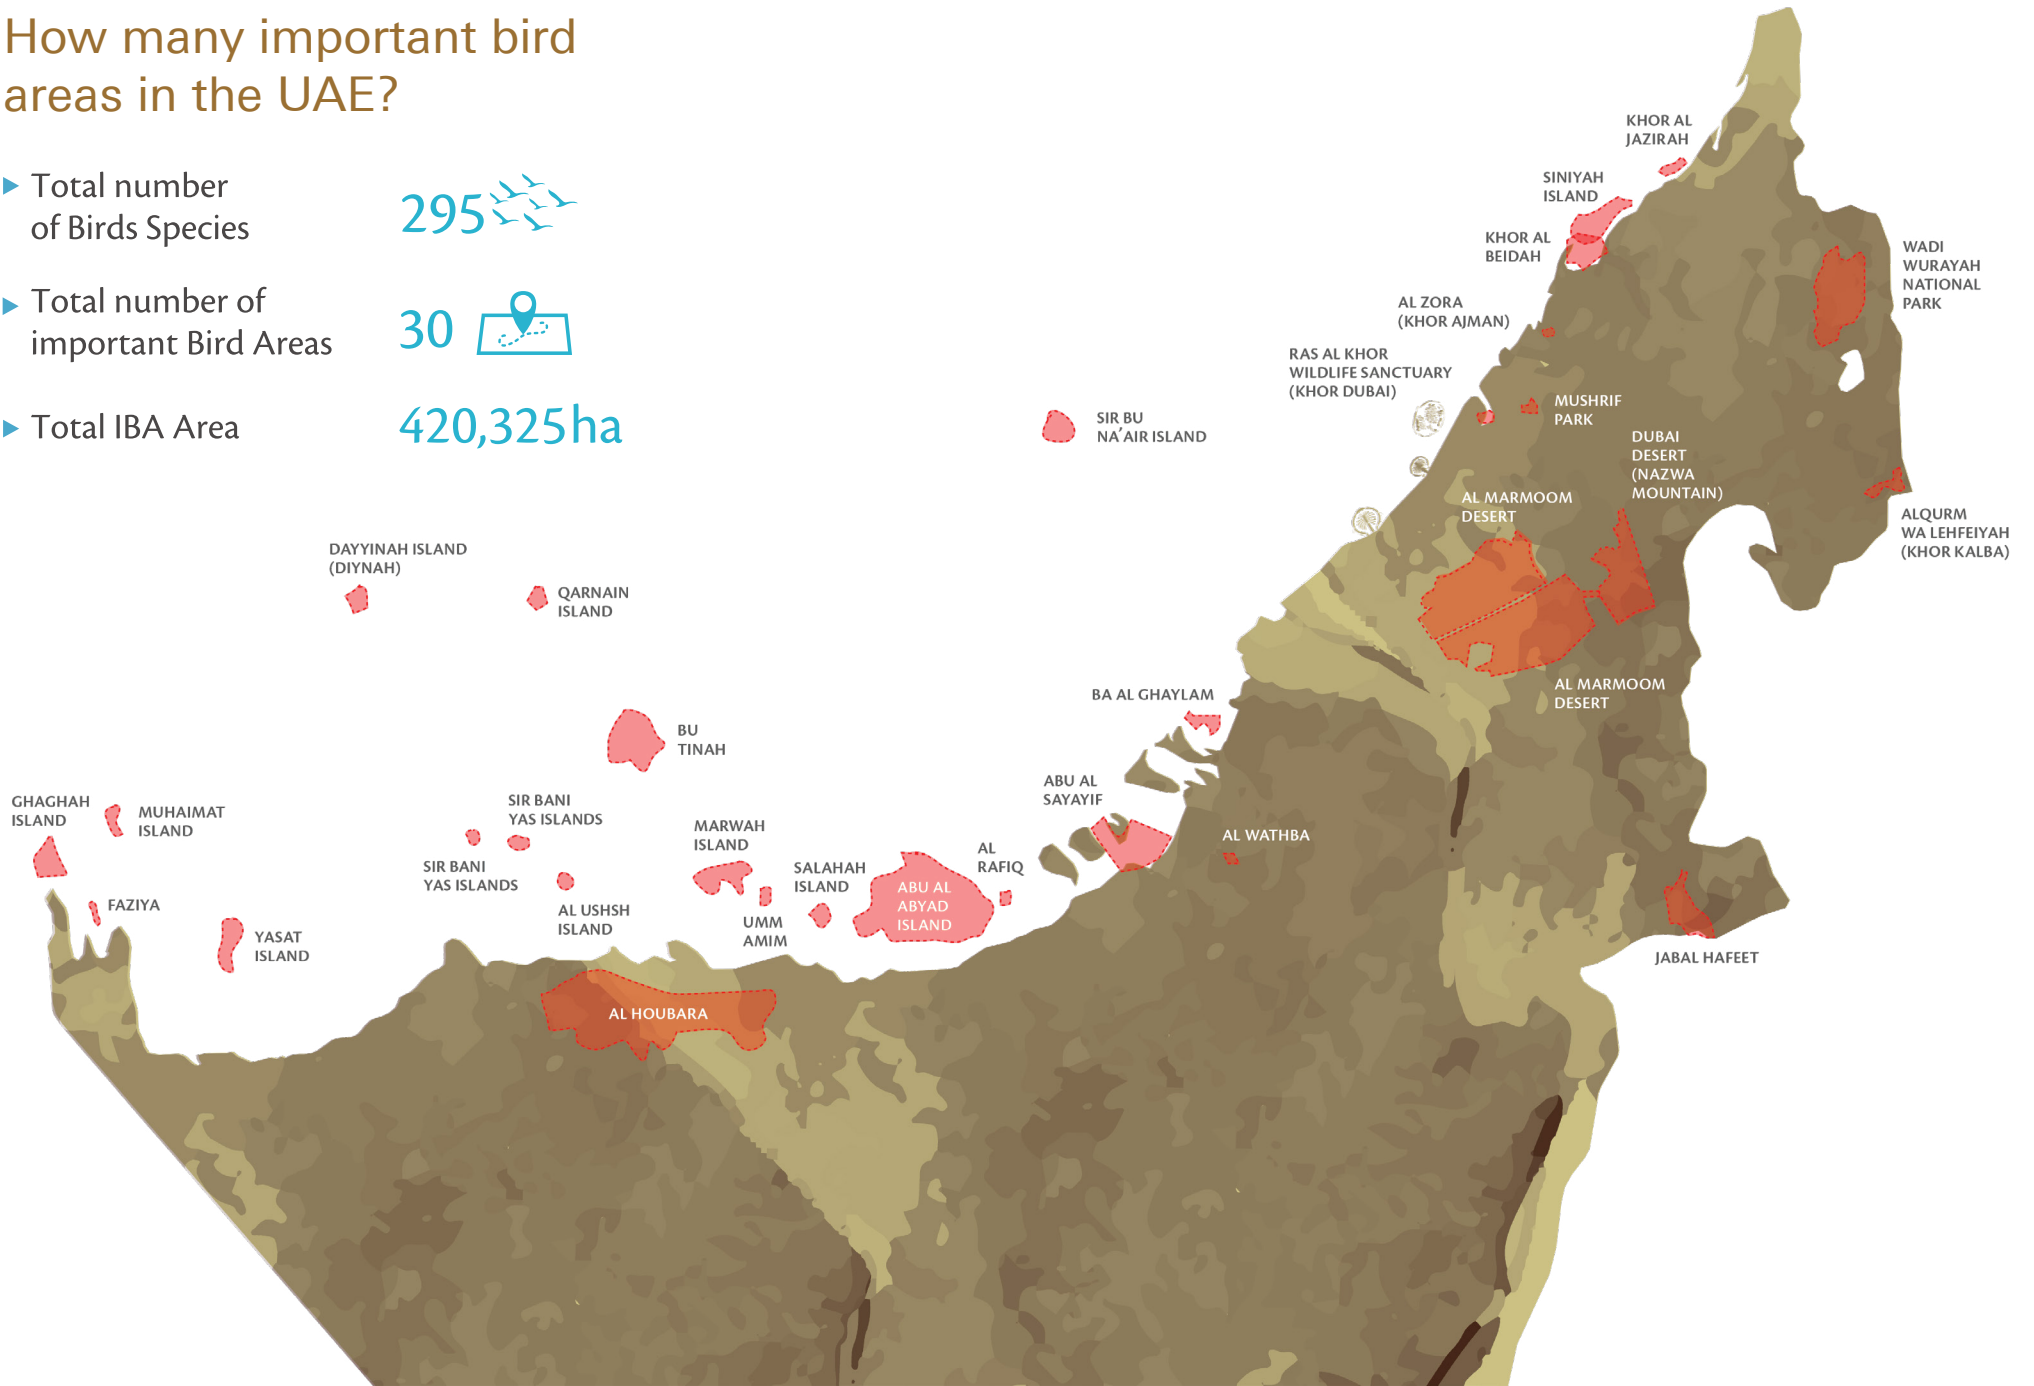 How many important bird
areas in the UAE?
Total number
of Birds Species
295
Total number of
important Bird Areas
30
Total IBA Area
420,325 ha
KHOR AL
JAZIRAH
SINIYAH
ISLAND
KHOR AL
BEIDAH
WADI
WURAYAH
NATIONAL
PARK
AL ZORA
(KHOR AJMAN)
RAS AL KHOR
WILDLIFE SANCTUARY
(KHOR DUBAI)
MUSHRIF
PARK
SIR BU
NA'AIR ISLAND
DUBAI
DESERT
(NAZWA
MOUNTAIN)
AL MARMOOM
DESERT
ALQURM
WA LEHFEIYAH
(KHOR KALBA)
DAYYINAH ISLAND
(DIYNAH)
QARNAIN
ISLAND
AL MARMOOM
DESERT
BA AL GHAYLAM
BU
TINAH
ABU AL
SAYAYIF
GHAGHAH
ISLAND
MUHAIMAT
ISLAND
SIR BANI
YAS ISLANDS
MARWAH
ISLAND
AL WATHBA
SIR BANI
YAS ISLANDS
SALAHAH
ISLAND
AL
RAFIQ
ABU AL
ABYAD
ISLAND
FAZIYA
AL USHSH
ISLAND
UMM
AMIM
YASAT
ISLAND
JABAL HAFEET
AL HOUBARA